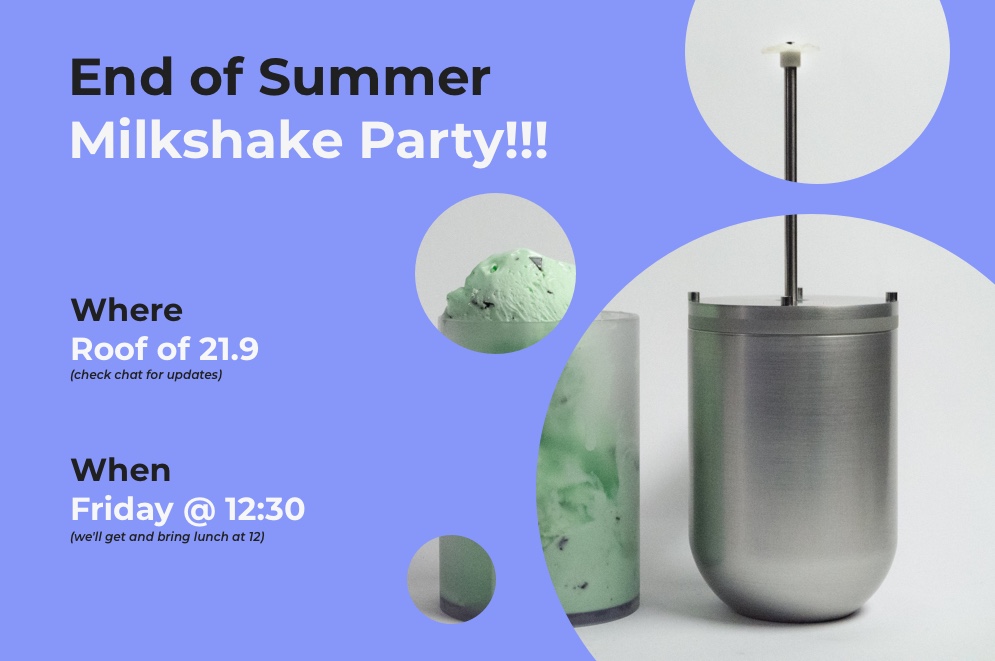 End of Summer
Milkshake Party!!!
Where
Roof of 21.9
(check chat for updates)
When
Friday @ 12:30
(we'll get and bring lunch at 12)